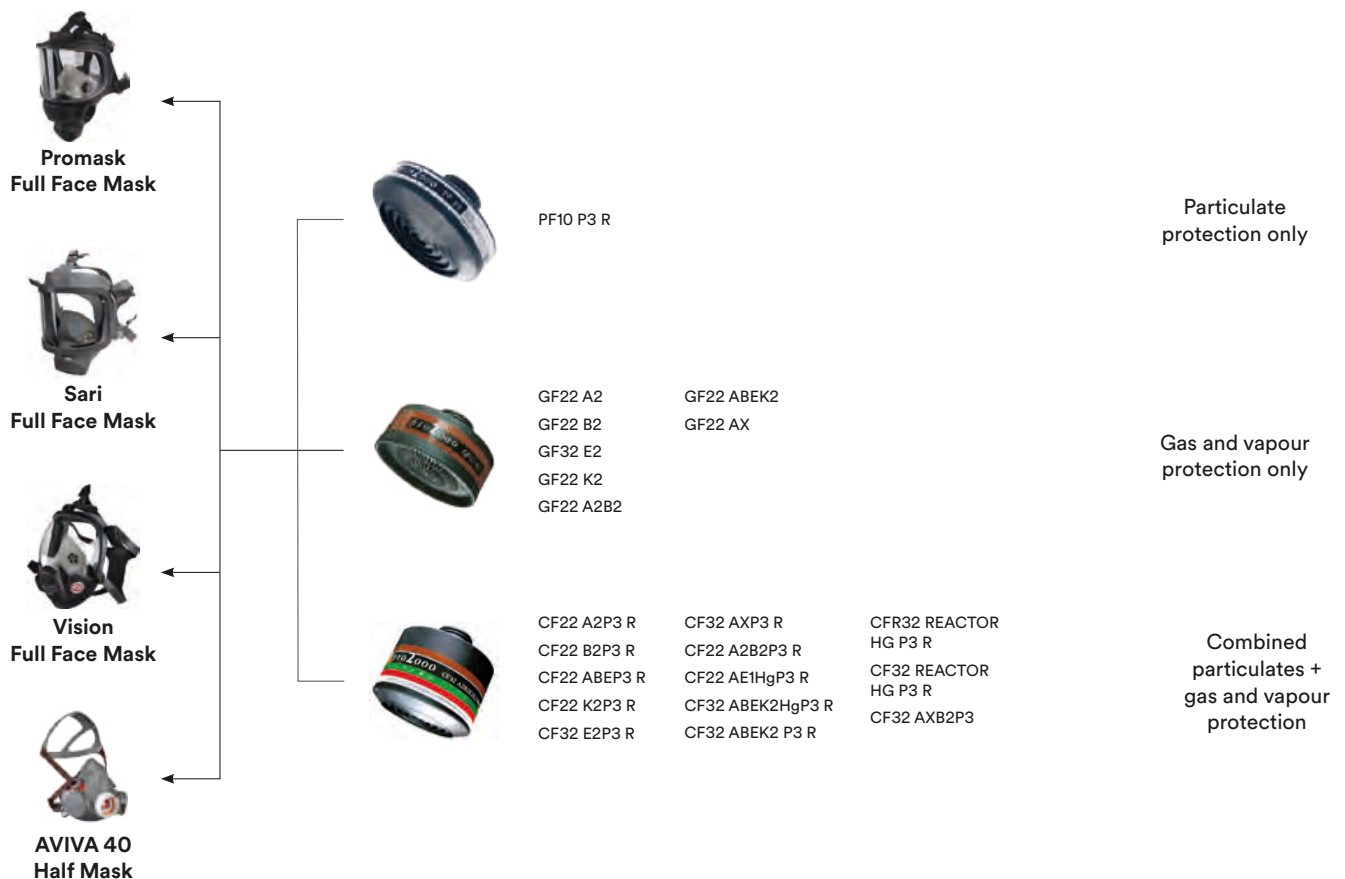 Promask
Full Face Mask
Sari
Full Face Mask
Vision
Full Face Mask
AVIVA 40
Half Mask
PF10 P3 R
Particulate
protection only
GF22 A2
GF22 B2
GF32 E2
GF22 K2
GF22 A2B2
GF22 ABEK2
GF22 AX
Gas and vapour
protection only
pro2000
CF22 A2P3 R
CF22 B2P3 R
CF22 ABEP3 R
CF22 K2P3 R
CF32 E2P3 R
CF32 AXP3 R
CF22 A2B2P3 R
CF22 AE1HgP3 R
CF32 ABEK2HgP3 R
CF32 ABEK2 P3 R
CFR32 REACTOR
HG P3 R
CF32 REACTOR
HG P3 R
CF32 AXB2P3
Combined
particulates +
gas and vapour
protection